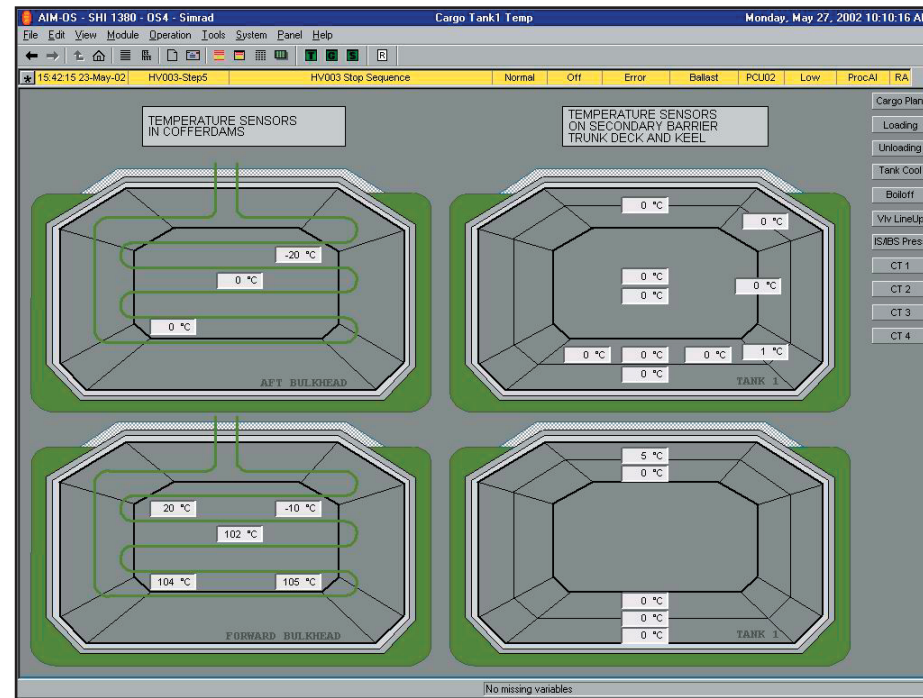 AIM-OS - SHI 1380 - OS4 - Simrad Cargo Tank1 Temp Monday, May 27, 2002 10:10:16 AM
File Edit View Module Operation Tools System Panel Help
T G S R
* 15:42:15 23-May-02 HV003-Step5 HV003 Stop Sequence Normal Off Error Ballast PCU02 Low ProcAl RA
TEMPERATURE SENSORS
IN COFFERDAMS
TEMPERATURE SENSORS
ON SECONDARY BARRIER
TRUNK DECK AND KEEL
-20 °C
0 °C
0 °C
AFT BULKHEAD
0 °C
0 °C
0 °C
0 °C
0 °C
0 °C 0 °C 0 °C 1 °C
0 °C
TANK 1
20 °C -10 °C
102 °C
104 °C 105 °C
FORWARD BULKHEAD
5 °C
0 °C
0 °C
0 °C
0 °C
TANK 1
Cargo Plan
Loading
Unloading
Tank Cool
Boiloff
Vlv LineUp
IS/IBS Press
CT 1
CT 2
CT 3
CT 4
No missing variables